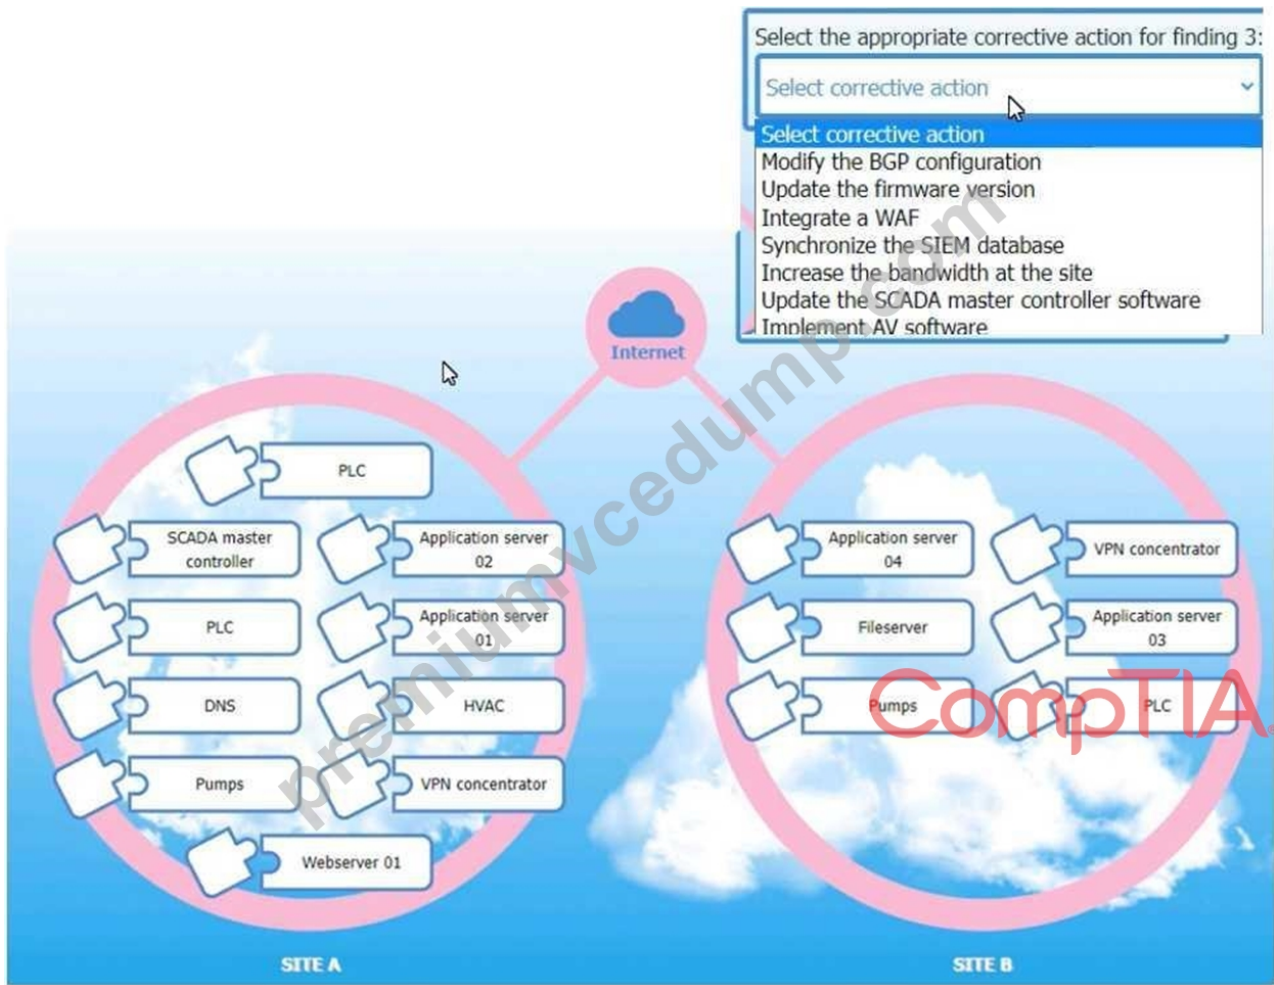 Select the appropriate corrective action for finding 3:
Select corrective action
Select corrective action
Modify the BGP configuration
Update the firmware version
Integrate a WAF
Synchronize the SIEM database
Increase the bandwidth at the site
Update the SCADA master controller software
Implement AV software
Internet
PLC
SCADA master
controller
Application server
02
PLC
Application server
01
DNS
HVAC
Pumps
VPN concentrator
Webserver 01
SITE A
Application server
04
VPN concentrator
Fileserver
Application server
03
Pumps
PLC
SITE B
CompTIA.
premiumvcedump.com